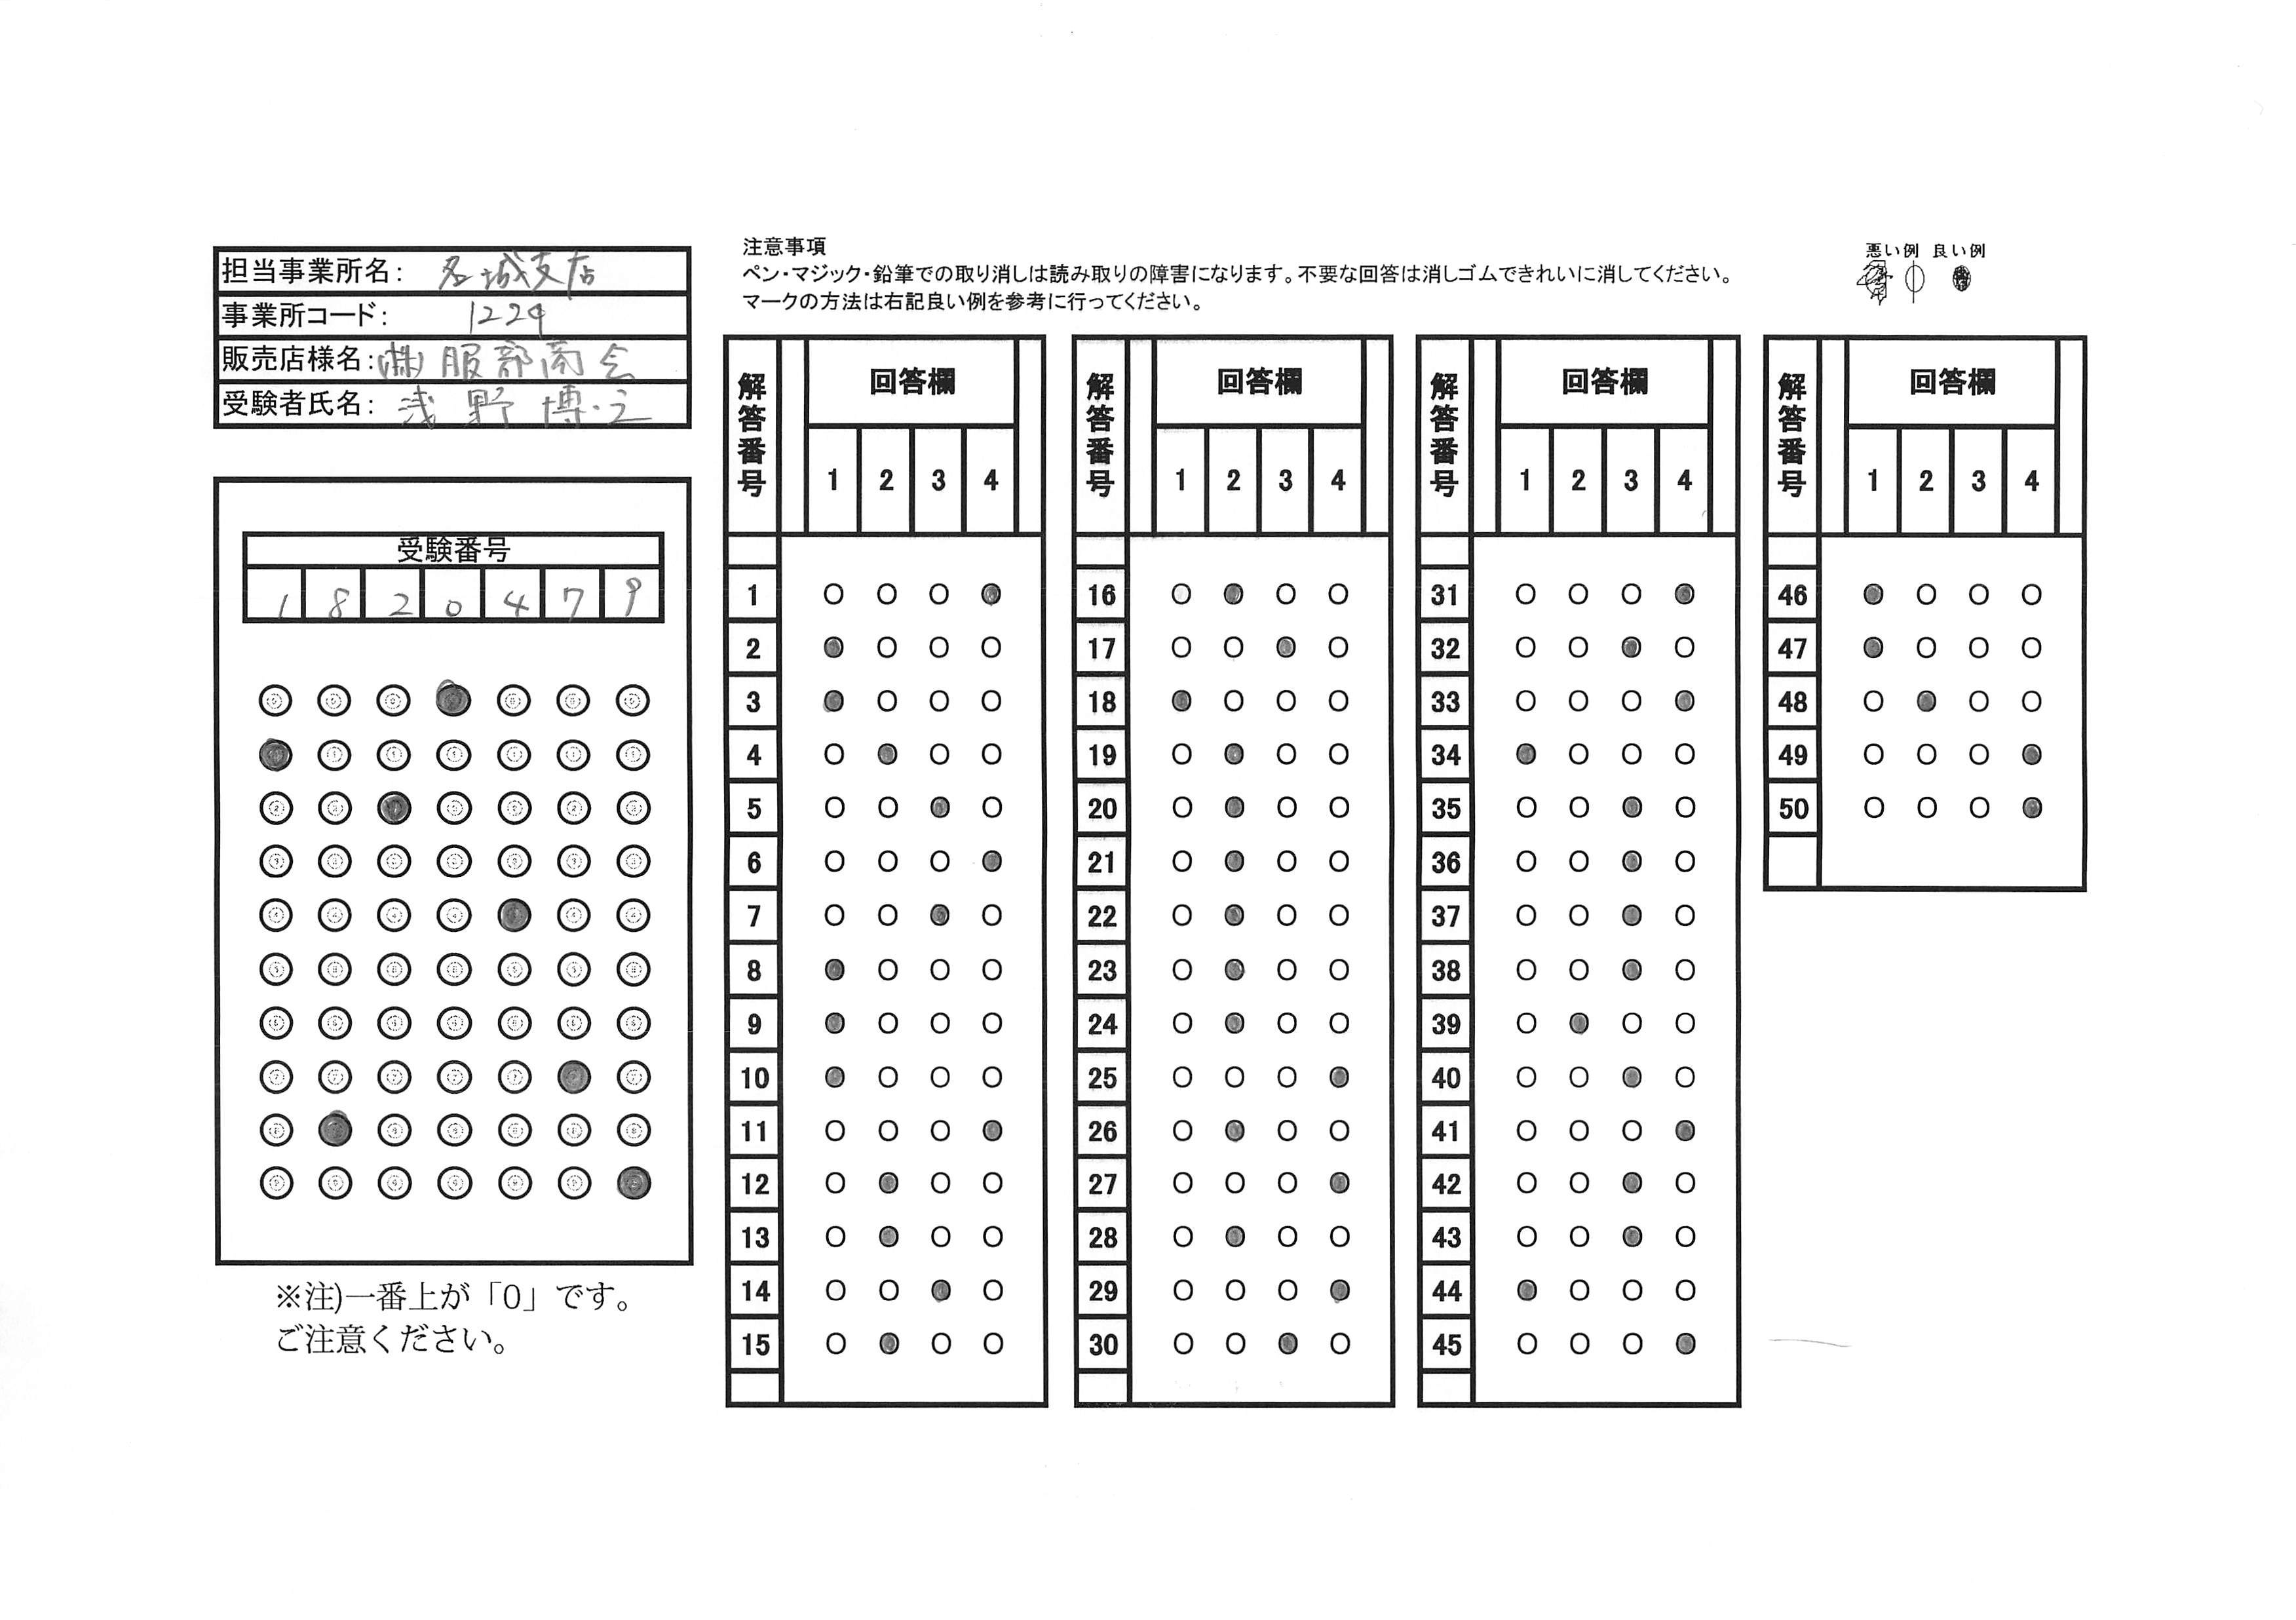 担当事業所名： 名城支店
事業所コード： 1224
販売店様名：(株)服部商会
受験者氏名： 浅野 博之
注意事項
ペン・マジック・鉛筆での取り消しは読み取りの障害になります。不要な回答は消しゴムできれいに消してください。
マークの方法は右記良い例を参考に行ってください。
悪い例 良い例
受験番号
1 8 2 0 4 7 9
※注)一番上が「0」です。
ご注意ください。
解答番号 回答欄
1 2 3 4
1
2
3
4
5
6
7
8
9
10
11
12
13
14
15
解答番号 回答欄
1 2 3 4
16
17
18
19
20
21
22
23
24
25
26
27
28
29
30
解答番号 回答欄
1 2 3 4
31
32
33
34
35
36
37
38
39
40
41
42
43
44
45
解答番号 回答欄
1 2 3 4
46
47
48
49
50